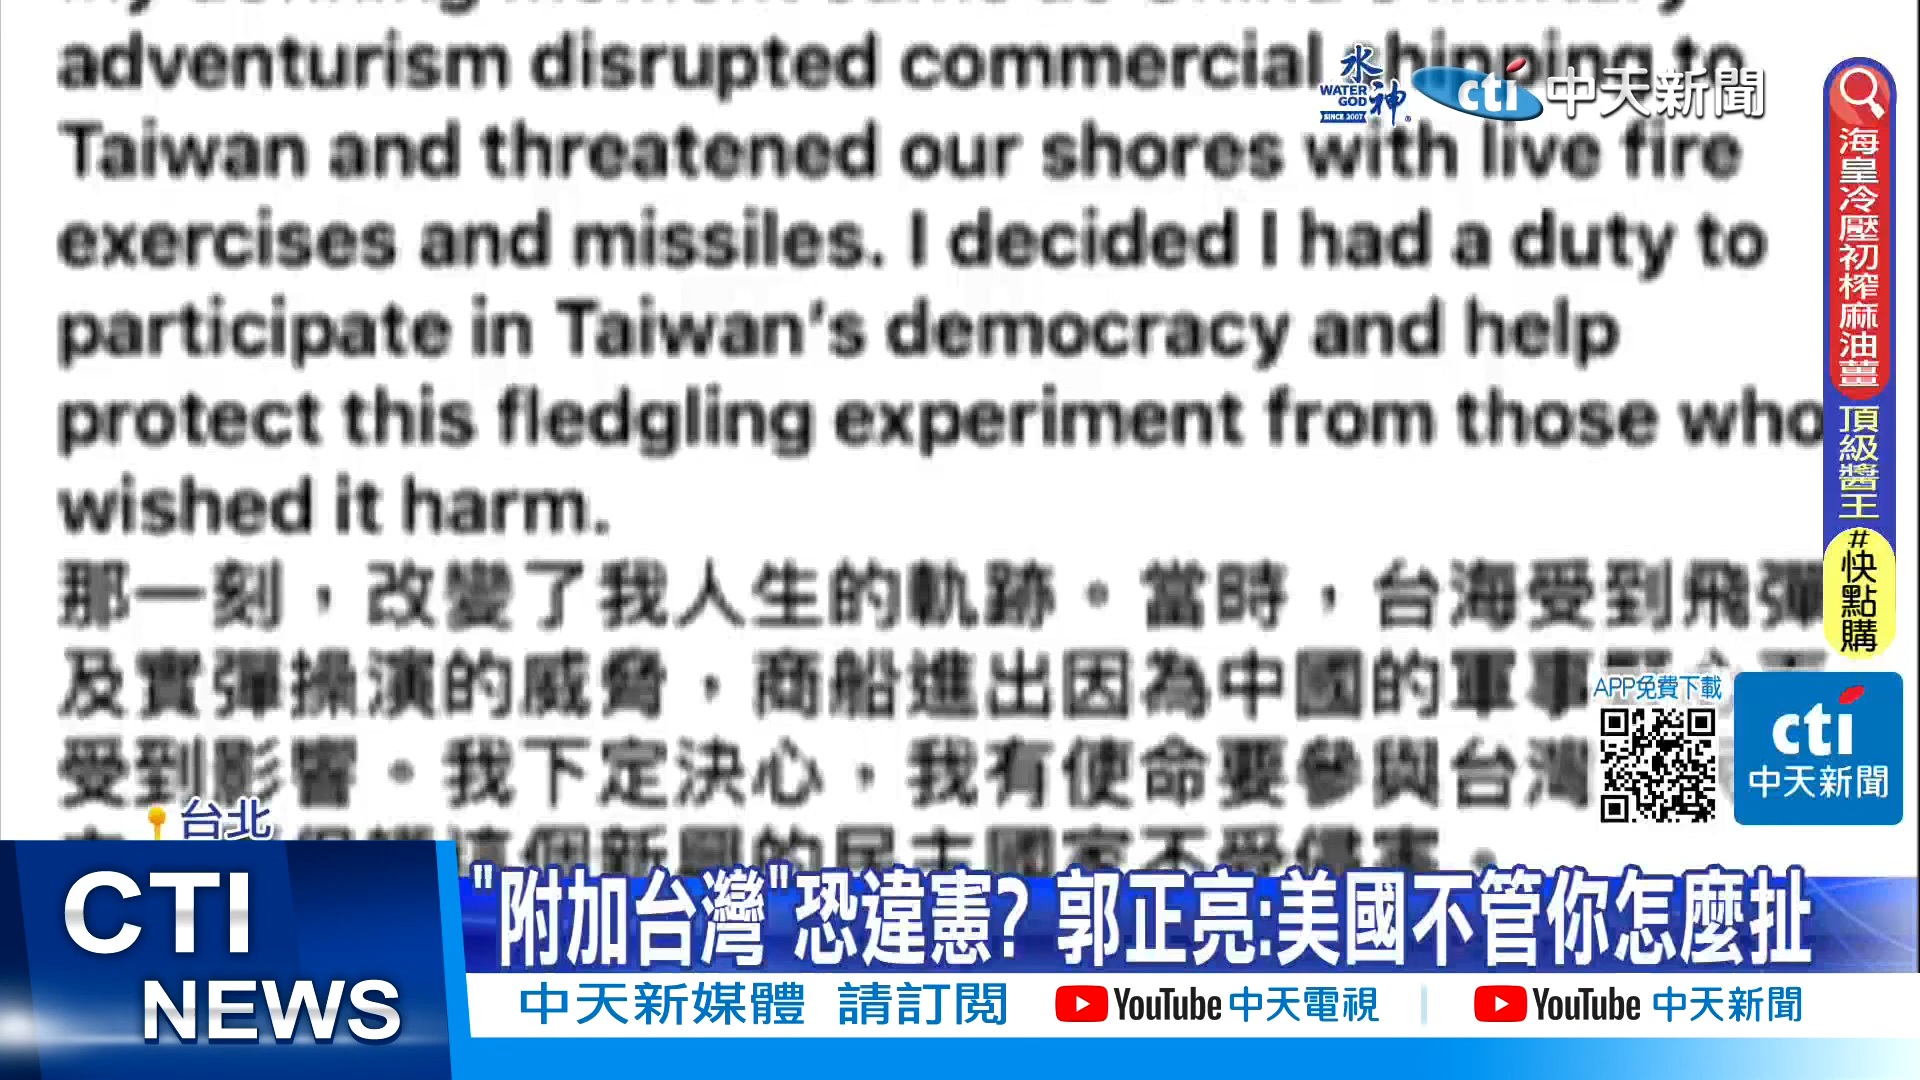 adventurism disrupted commercial shipping to
Taiwan and threatened our shores with live fire
exercises and missiles. I decided I had a duty to
participate in Taiwan's democracy and help
protect this fledgling experiment from those who
wished it harm.
那一刻，改變了我人生的軌跡。當時，台海受到飛彈
及實彈操演的威脅，商船進出因為中國的軍事
受到影響。我下定決心，我有使命要參與台灣
水神
WATER
GOD
SINCE 2007
cti 中天新聞
海皇冷壓初榨麻油薑
頂級醬王
#快點購
APP免費下載
cti
中天新聞
台北
CTI
NEWS
"附加台灣"恐違憲? 郭正亮:美國不管你怎麼扯
中天新媒體 請訂閱 YouTube 中天電視 | YouTube 中天新聞